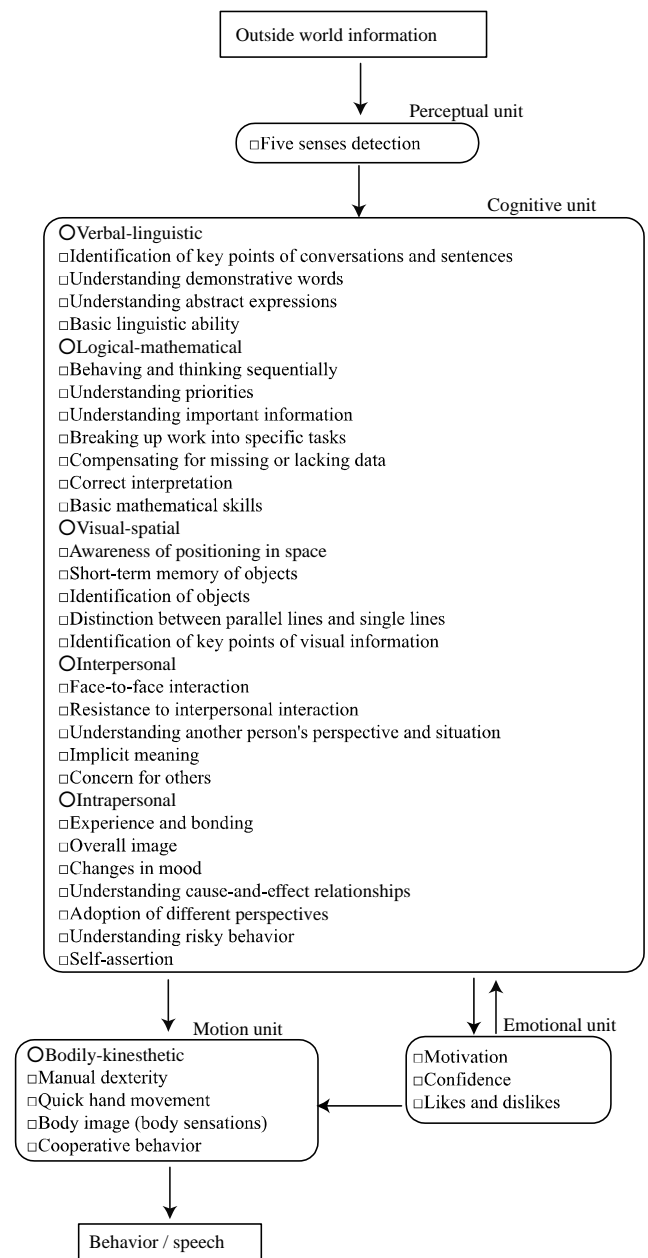 Outside world information
Perceptual unit
□Five senses detection
Cognitive unit
○Verbal-linguistic
□Identification of key points of conversations and sentences
□Understanding demonstrative words
□Understanding abstract expressions
□Basic linguistic ability
○Logical-mathematical
□Behaving and thinking sequentially
□Understanding priorities
□Understanding important information
□Breaking up work into specific tasks
□Compensating for missing or lacking data
□Correct interpretation
□Basic mathematical skills
○Visual-spatial
□Awareness of positioning in space
□Short-term memory of objects
□Identification of objects
□Distinction between parallel lines and single lines
□Identification of key points of visual information
○Interpersonal
□Face-to-face interaction
□Resistance to interpersonal interaction
□Understanding another person's perspective and situation
□Implicit meaning
□Concern for others
○Intrapersonal
□Experience and bonding
□Overall image
□Changes in mood
□Understanding cause-and-effect relationships
□Adoption of different perspectives
□Understanding risky behavior
□Self-assertion
Motion unit
○Bodily-kinesthetic
□Manual dexterity
□Quick hand movement
□Body image (body sensations)
□Cooperative behavior
Emotional unit
□Motivation
□Confidence
□Likes and dislikes
Behavior / speech